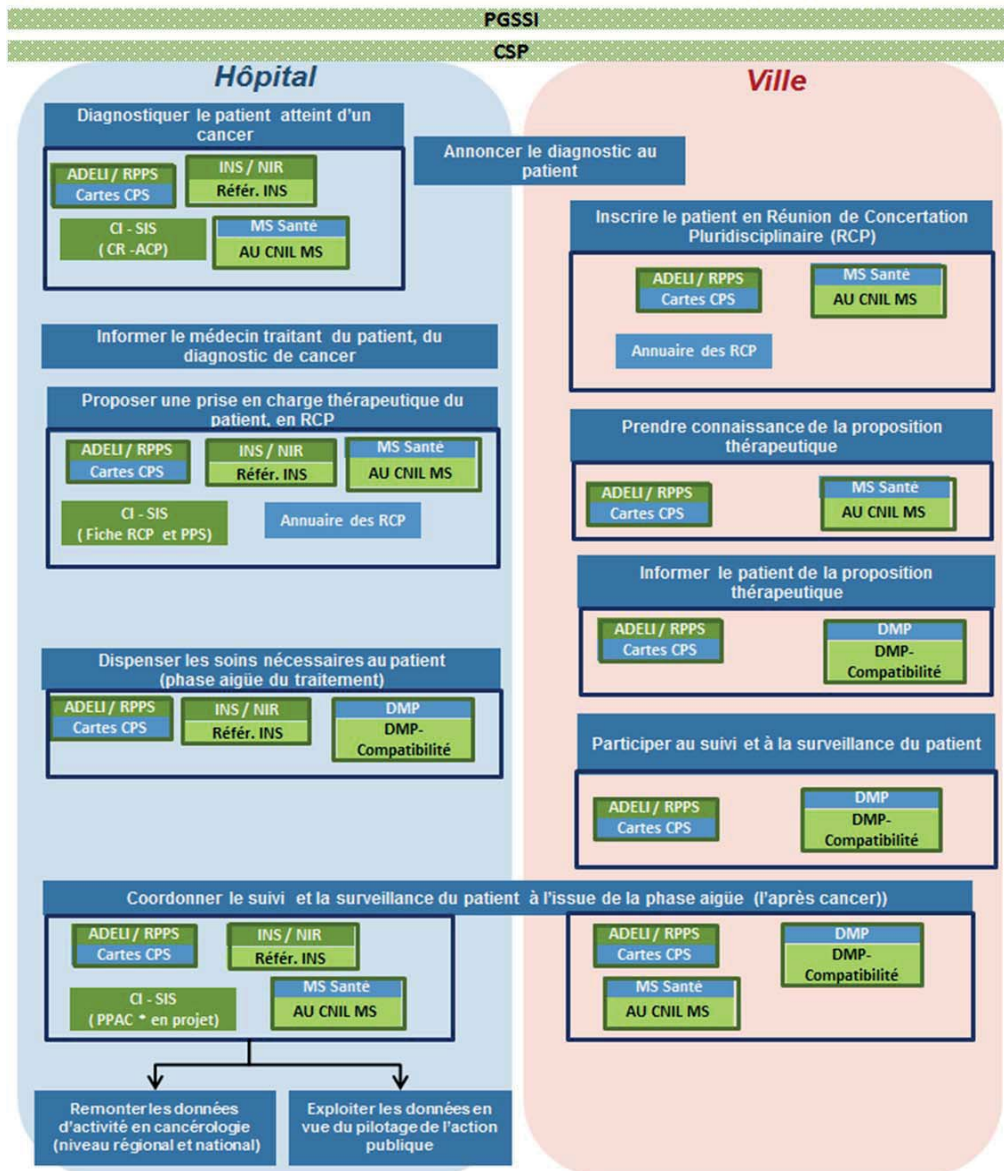 PGSSI
CSP
Hôpital
Diagnostiquer le patient atteint d'un
cancer
ADELI / RPPS
Cartes CPS
INS / NIR
Référ. INS
CI - SIS
( CR -ACP)
MS Santé
AU CNIL MS
Annoncer le diagnostic au
patient
Informer le médecin traitant du patient, du
diagnostic de cancer
Proposer une prise en charge thérapeutique du
patient, en RCP
ADELI / RPPS
Cartes CPS
INS / NIR
Référ. INS
MS Santé
AU CNIL MS
CI - SIS
( Fiche RCP et PPS)
Annuaire des RCP
Dispenser les soins nécessaires au patient
(phase aigüe du traitement)
ADELI / RPPS
Cartes CPS
INS / NIR
Référ. INS
DMP
DMP-
Compatibilité
Ville
Inscrire le patient en Réunion de Concertation
Pluridisciplinaire (RCP)
ADELI / RPPS
Cartes CPS
MS Santé
AU CNIL MS
Annuaire des RCP
Prendre connaissance de la proposition
thérapeutique
ADELI / RPPS
Cartes CPS
MS Santé
AU CNIL MS
Informer le patient de la proposition
thérapeutique
ADELI / RPPS
Cartes CPS
DMP
DMP-
Compatibilité
Participer au suivi et à la surveillance du patient
ADELI / RPPS
Cartes CPS
DMP
DMP-
Compatibilité
Coordonner le suivi et la surveillance du patient à l'issue de la phase aigüe (l'après cancer))
ADELI / RPPS
Cartes CPS
INS / NIR
Référ. INS
CI - SIS
( PPAC * en projet)
MS Santé
AU CNIL MS
ADELI / RPPS
Cartes CPS
DMP
DMP-
Compatibilité
MS Santé
AU CNIL MS
Remonter les données
d'activité en cancérologie
(niveau régional et national)
Exploiter les données en
vue du pilotage de l'action
publique